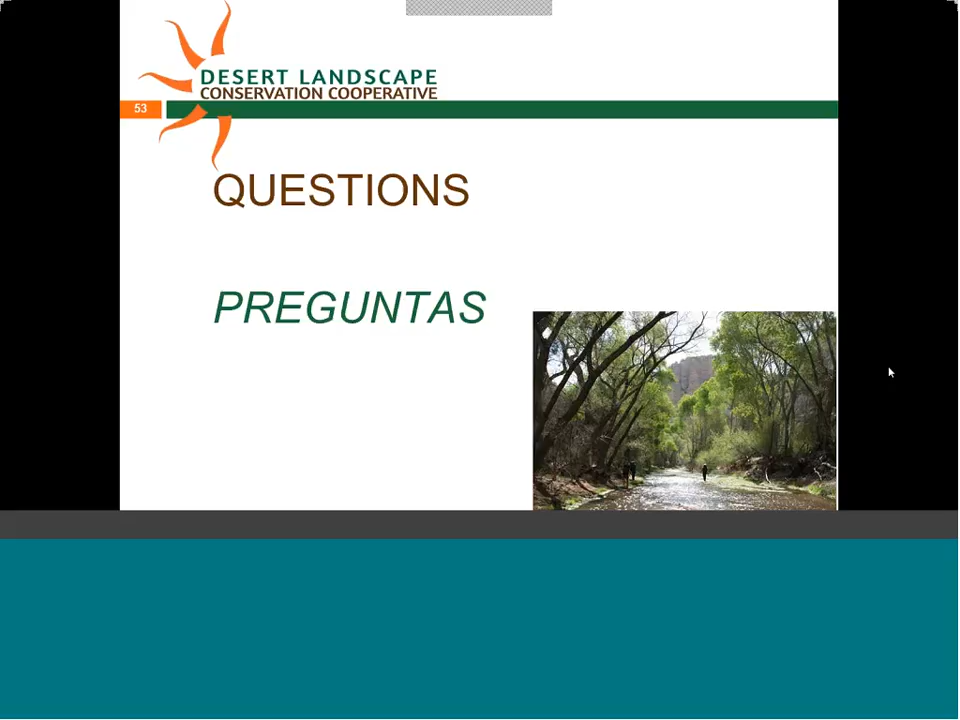 DESERT LANDSCAPE
CONSERVATION COOPERATIVE
53
QUESTIONS
PREGUNTAS